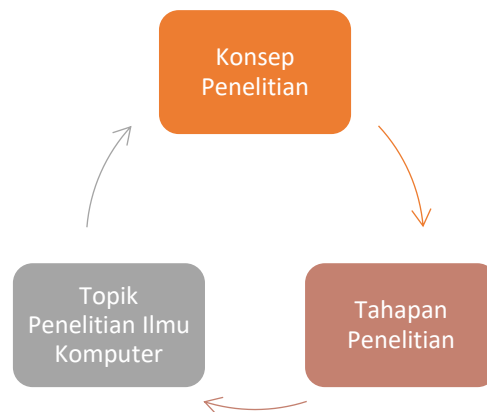 Konsep
Penelitian
Topik
Penelitian Ilmu
Komputer
Tahapan
Penelitian